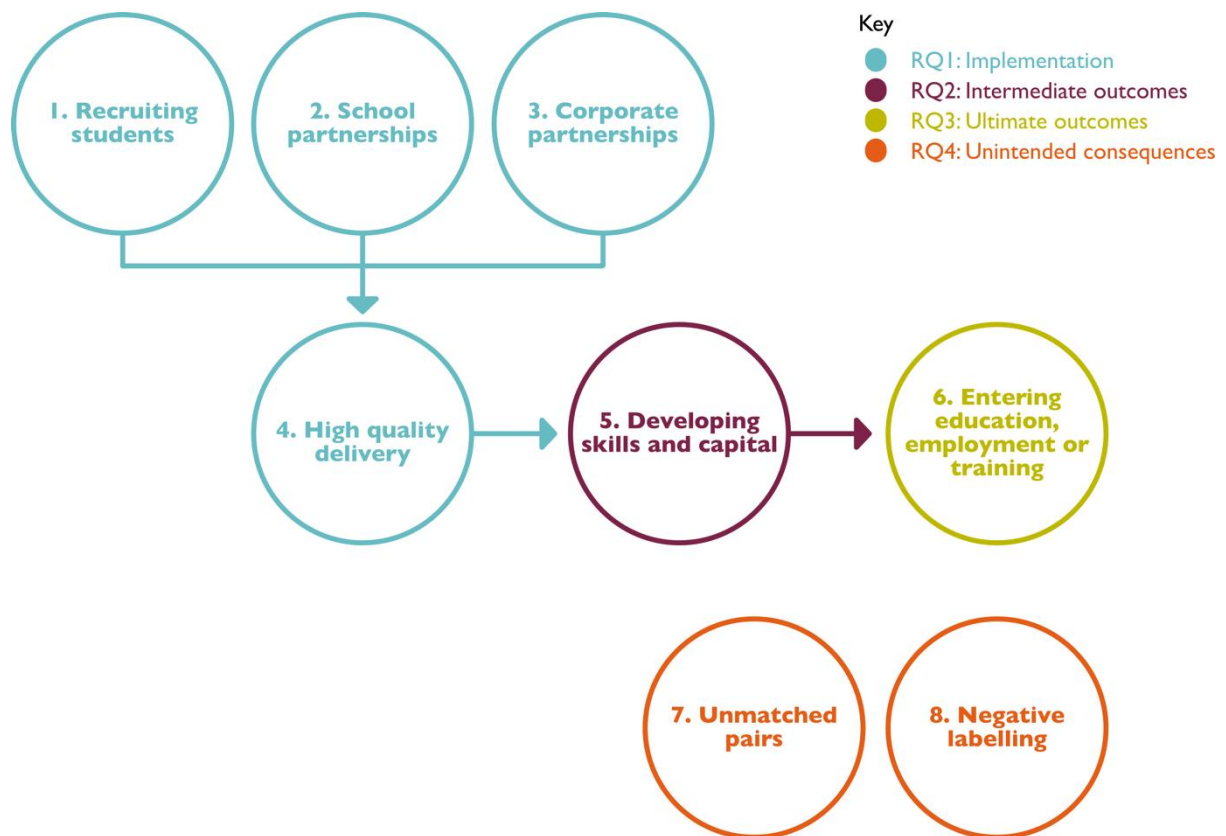 Key
RQ1: Implementation
RQ2: Intermediate outcomes
RQ3: Ultimate outcomes
RQ4: Unintended consequences
1. Recruiting
students
2. School
partnerships
3. Corporate
partnerships
4. High quality
delivery
5. Developing
skills and capital
6. Entering
education,
employment or
training
7. Unmatched
pairs
8. Negative
labelling